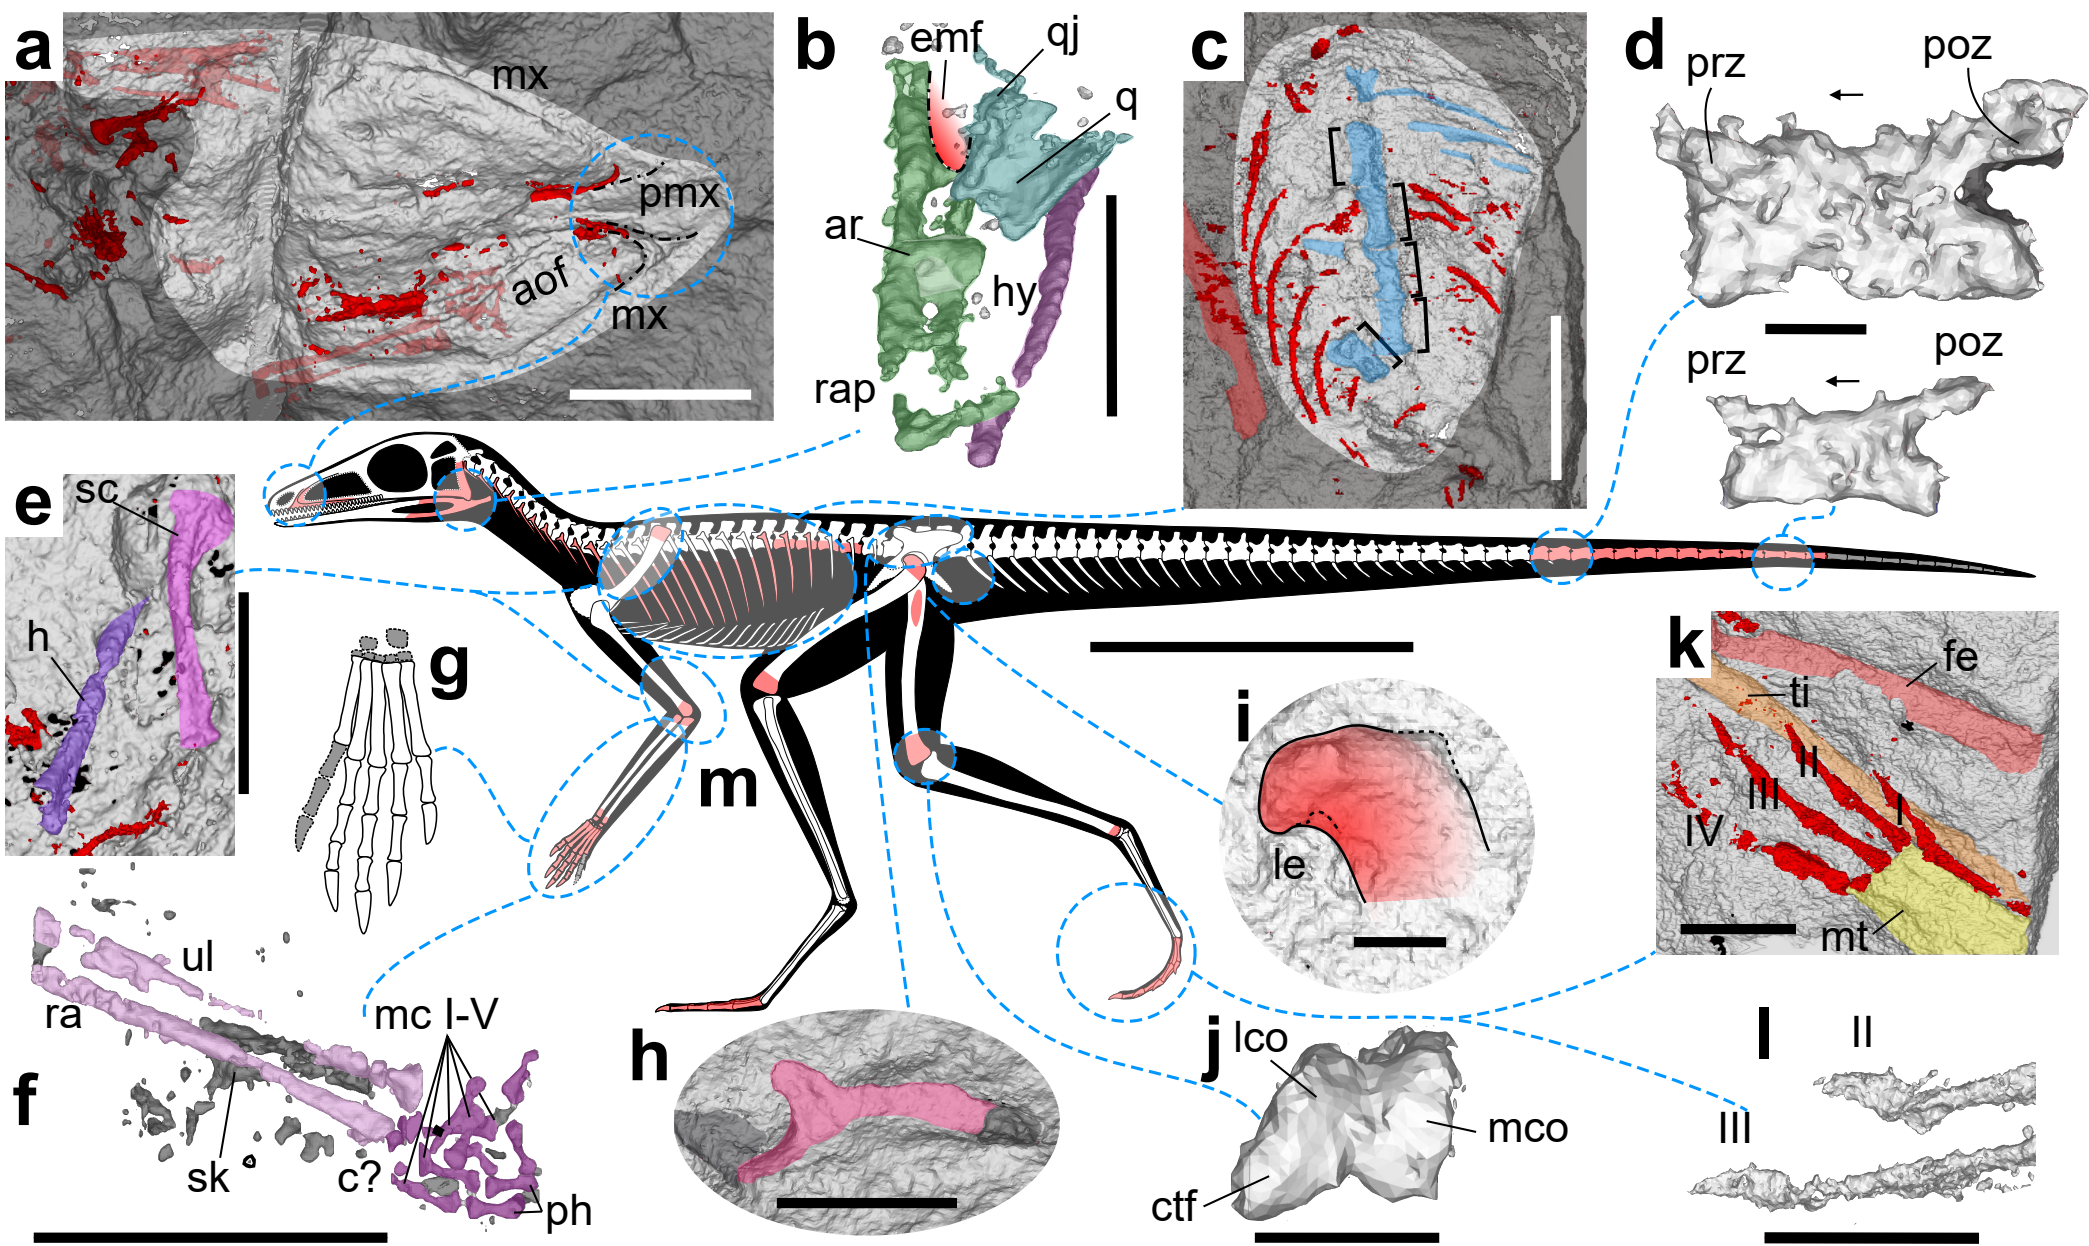 a
mx
pmx
aof
mx
b
emf
qj
q
ar
hy
rap
c
d
prz
poz
prz
poz
e
sc
h
g
m
i
le
k
fe
ti
II
III
I
IV
mt
f
ul
ra
mc I-V
sk
c?
ph
h
j
lco
mco
ctf
l
II
III